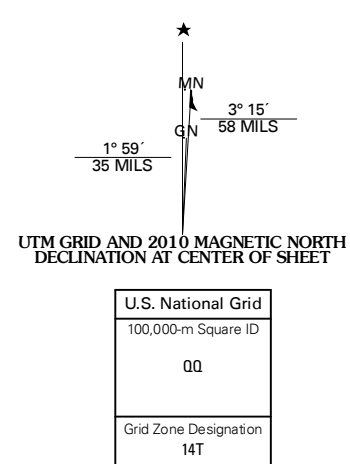 ★
MN
3° 15´
58 MILS
GN
1° 59´
35 MILS
UTM GRID AND 2010 MAGNETIC NORTH
DECLINATION AT CENTER OF SHEET
U.S. National Grid
100,000-m Square ID
QQ
Grid Zone Designation
14T